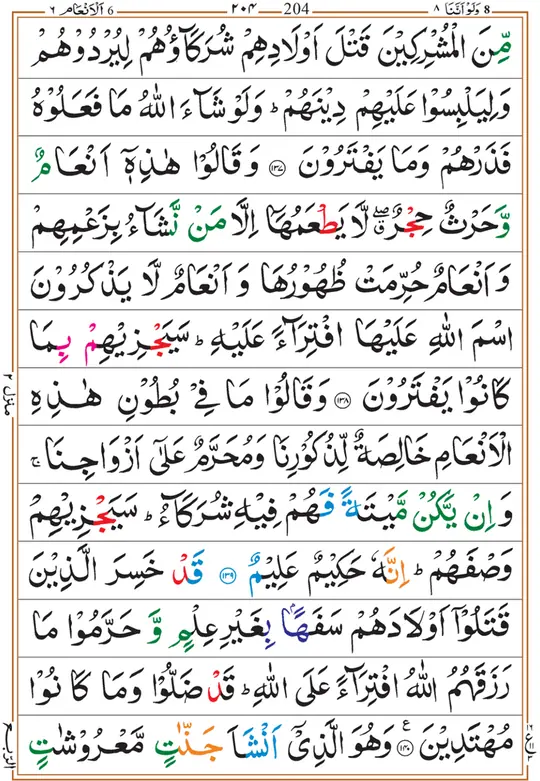 ٦ اَلْاَنْعَام 6 ٢٠٤ 204 ٨ وَلَوْ اَنَّنَا 8
مِّنَ الْمُشْرِكِيْنَ قَتْلَ اَوْلَادِهِمْ شُرَكَآؤُهُمْ لِيُرْدُوْهُمْ
وَلِيَلْبِسُوْا عَلَيْهِمْ دِيْنَهُمْ ؕ وَلَوْ شَآءَ اللّٰهُ مَا فَعَلُوْهُ
فَذَرْهُمْ وَمَا يَفْتَرُوْنَ ﴿۱۳۷﴾ وَقَالُوْا هٰذِهٖٓ اَنْعَامٌ
وَّحَرْثٌ حِجْرٌ ۖق لَّا يَطْعَمُهَاۤ اِلَّا مَنْ نَّشَآءُ بِزَعْمِهِمْ
وَاَنْعَامٌ حُرِّمَتْ ظُهُوْرُهَا وَاَنْعَامٌ لَّا يَذْكُرُوْنَ
اسْمَ اللّٰهِ عَلَيْهَا افْتِرَآءً عَلَيْهِ ؕ سَيَجْزِيْهِمْ بِمَا
كَانُوْا يَفْتَرُوْنَ ﴿۱۳۸﴾ وَقَالُوْا مَا فِيْ بُطُوْنِ هٰذِهِ
الْاَنْعَامِ خَالِصَةٌ لِّذُكُوْرِنَا وَمُحَرَّمٌ عَلٰٓى اَزْوَاجِنَا ۚ
وَاِنْ يَّكُنْ مَّيْتَةً فَهُمْ فِيْهِ شُرَكَآءُ ؕ سَيَجْزِيْهِمْ
وَصْفَهُمْ ؕ اِنَّهٗ حَكِيْمٌ عَلِيْمٌ ﴿۱۳۹﴾ قَدْ خَسِرَ الَّذِيْنَ
قَتَلُوْٓا اَوْلَادَهُمْ سَفَهًۢا بِغَيْرِ عِلْمٍ وَّحَرَّمُوْا مَا
رَزَقَهُمُ اللّٰهُ افْتِرَآءً عَلَى اللّٰهِ ؕ قَدْ ضَلُّوْا وَمَا كَانُوْا
مُهْتَدِيْنَ ﴿۱۴۰﴾ ع وَهُوَ الَّذِيْٓ اَنْشَاَ جَنّٰتٍ مَّعْرُوْشٰتٍ
منزل ٢
الربع